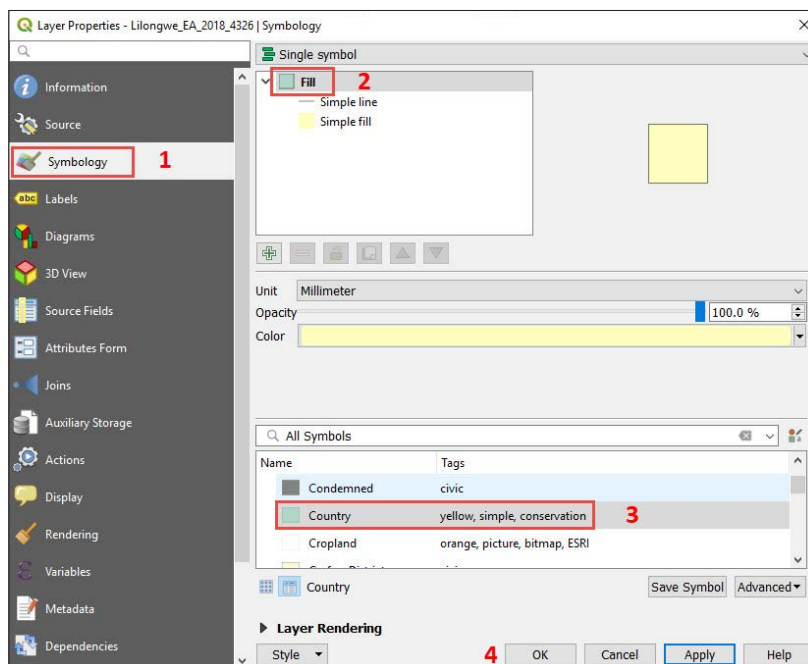 Layer Properties - Lilongwe_EA_2018_4326 | Symbology
Information
Source
Symbology
1
Labels
Diagrams
3D View
Source Fields
Attributes Form
Joins
Auxiliary Storage
Actions
Display
Rendering
Variables
Metadata
Dependencies
Single symbol
Fill 2
Simple line
Simple fill
Unit Millimeter
Opacity 100.0 %
Color
All Symbols
Name Tags
Condemned civic
Country yellow, simple, conservation 3
Cropland orange, picture, bitmap, ESRI
Country Save Symbol Advanced
Layer Rendering
Style 4 OK Cancel Apply Help